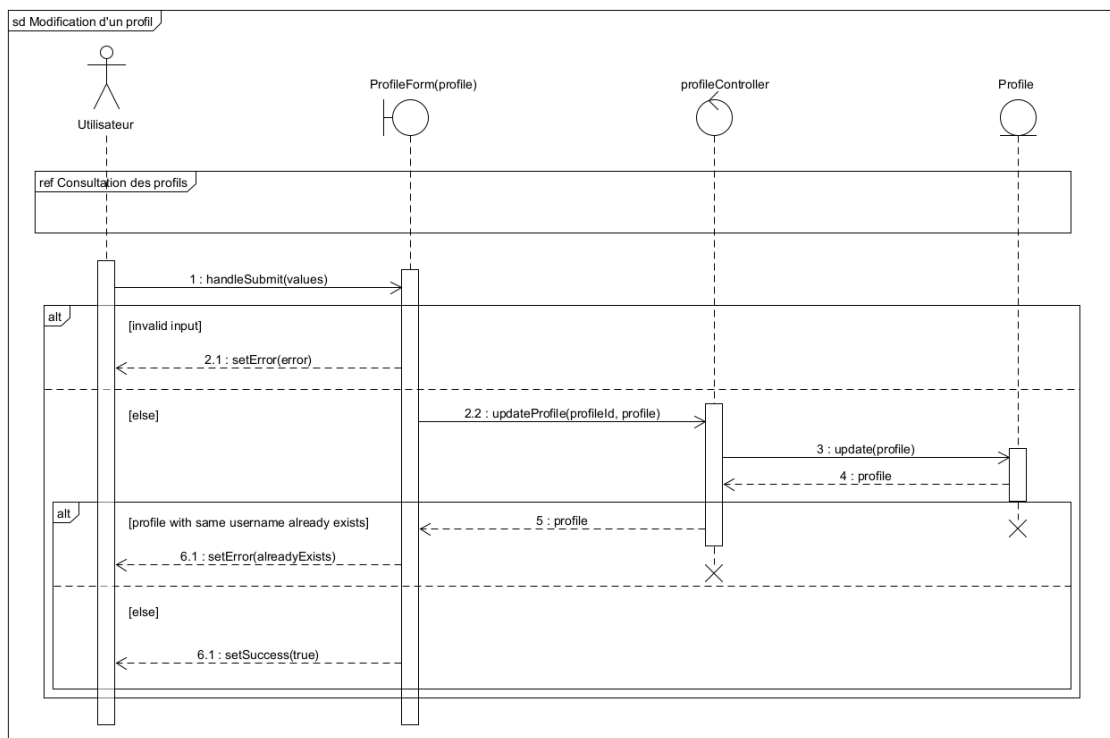 sd Modification d'un profil
Utilisateur
ProfileForm(profile)
profileController
Profile
ref Consultation des profils
1 : handleSubmit(values)
alt
[invalid input]
2.1 : setError(error)
[else]
2.2 : updateProfile(profileId, profile)
3 : update(profile)
4 : profile
alt
[profile with same username already exists]
5 : profile
6.1 : setError(alreadyExists)
[else]
6.1 : setSuccess(true)